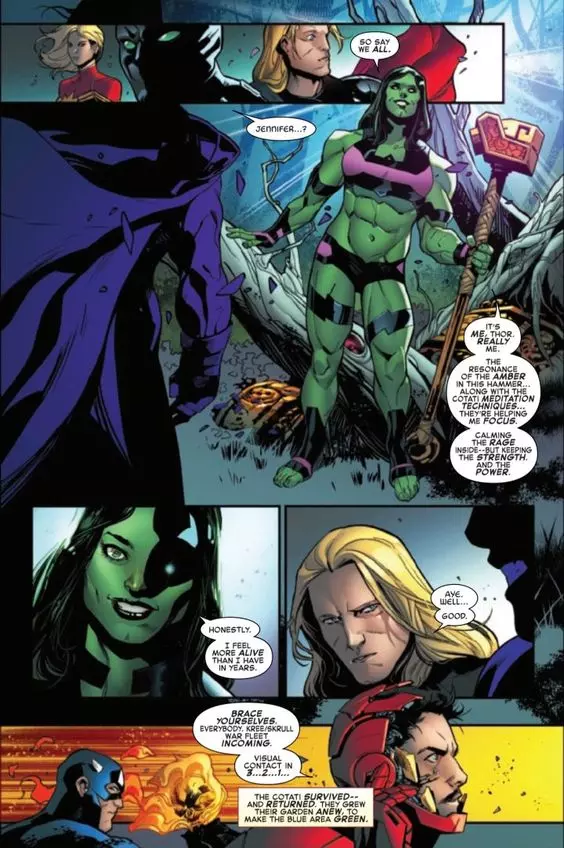 SO SAY
WE ALL.
JENNIFER...?
IT'S
ME, THOR.
REALLY
ME.
THE
RESONANCE
OF THE AMBER
IN THIS HAMMER...
ALONG WITH THE
COTATI MEDITATION
TECHNIQUES...
THEY'RE HELPING
ME FOCUS.
CALMING
THE RAGE
INSIDE--BUT KEEPING
THE STRENGTH.
AND THE
POWER.
HONESTLY.
I FEEL
MORE ALIVE
THAN I HAVE
IN YEARS.
AYE.
WELL...
GOOD.
BRACE
YOURSELVES,
EVERYBODY. KREE/SKRULL
WAR FLEET
INCOMING.
VISUAL
CONTACT IN
3...2...1...
THE COTATI SURVIVED--
AND RETURNED. THEY GREW
THEIR GARDEN ANEW, TO
MAKE THE BLUE AREA GREEN.